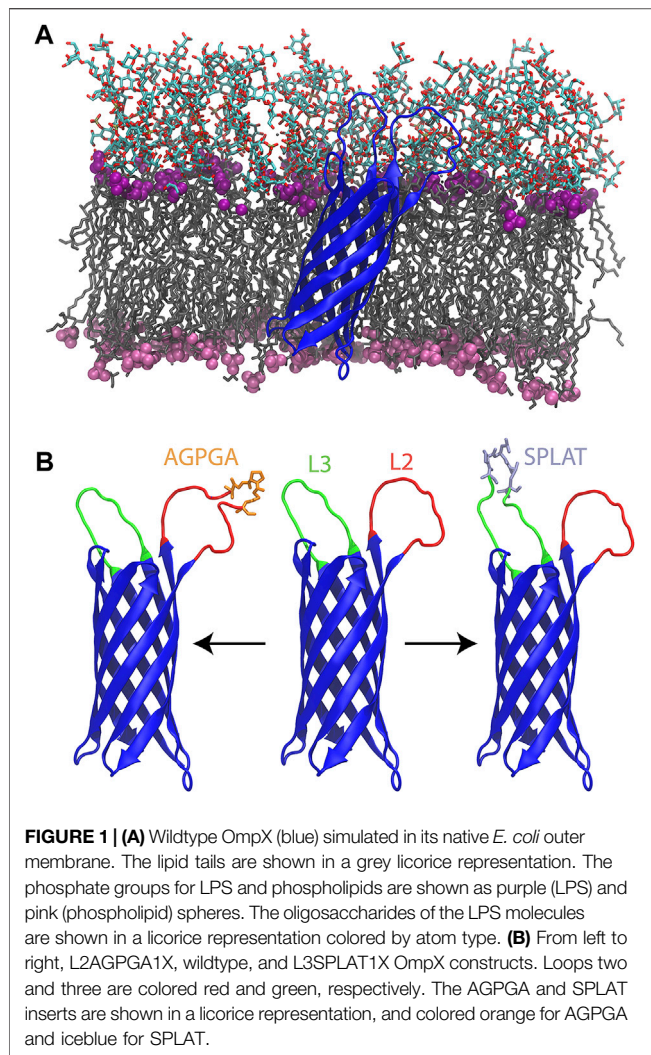 A
B
AGPGA
L3
L2
SPLAT
FIGURE 1 | (A) Wildtype OmpX (blue) simulated in its native E. coli outer
membrane. The lipid tails are shown in a grey licorice representation. The
phosphate groups for LPS and phospholipids are shown as purple (LPS) and
pink (phospholipid) spheres. The oligosaccharides of the LPS molecules
are shown in a licorice representation colored by atom type. (B) From left to
right, L2AGPGA1X, wildtype, and L3SPLAT1X OmpX constructs. Loops two
and three are colored red and green, respectively. The AGPGA and SPLAT
inserts are shown in a licorice representation, and colored orange for AGPGA
and iceblue for SPLAT.